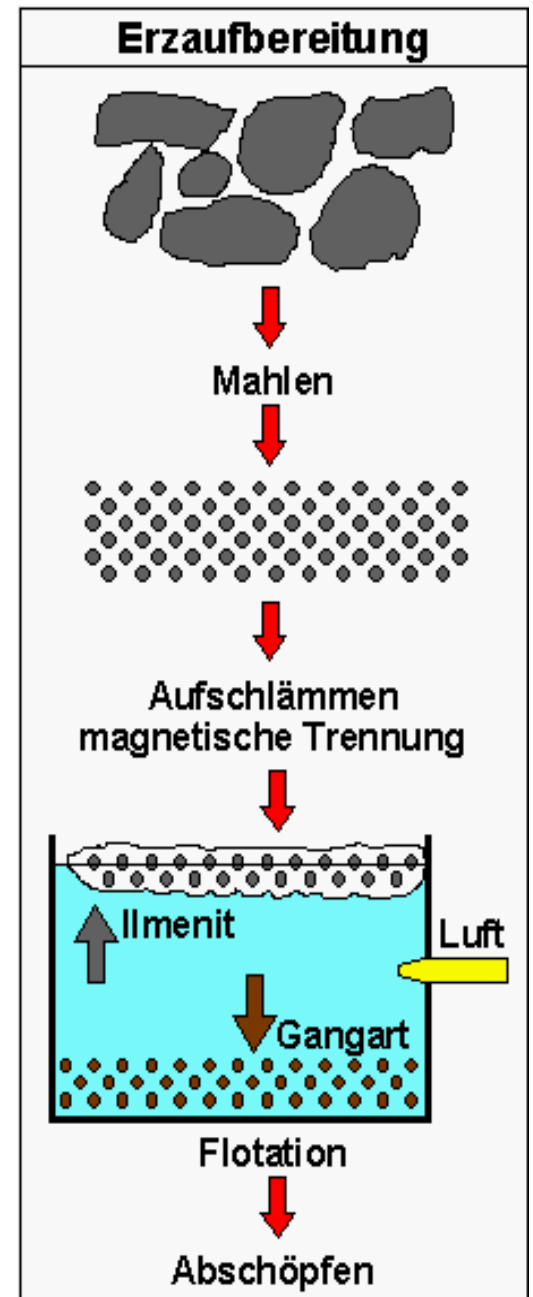 Erzaufbereitung
Mahlen
Aufschlämmen
magnetische Trennung
Ilmenit
Luft
Gangart
Flotation
Abschöpfen